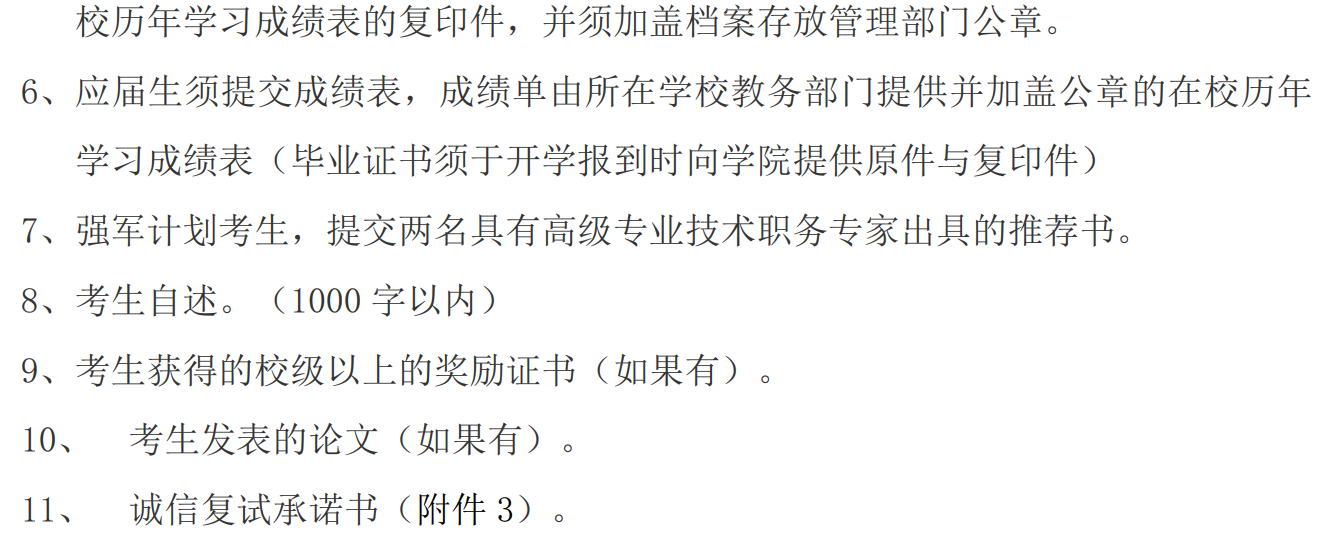 校历年学习成绩表的复印件，并须加盖档案存放管理部门公章。
6、应届生须提交成绩表，成绩单由所在学校教务部门提供并加盖公章的在校历年
学习成绩表（毕业证书须于开学报到时向学院提供原件与复印件）
7、强军计划考生，提交两名具有高级专业技术职务专家出具的推荐书。
8、考生自述。（1000 字以内）
9、考生获得的校级以上的奖励证书（如果有）。
10、 考生发表的论文（如果有）。
11、 诚信复试承诺书（附件 3）。